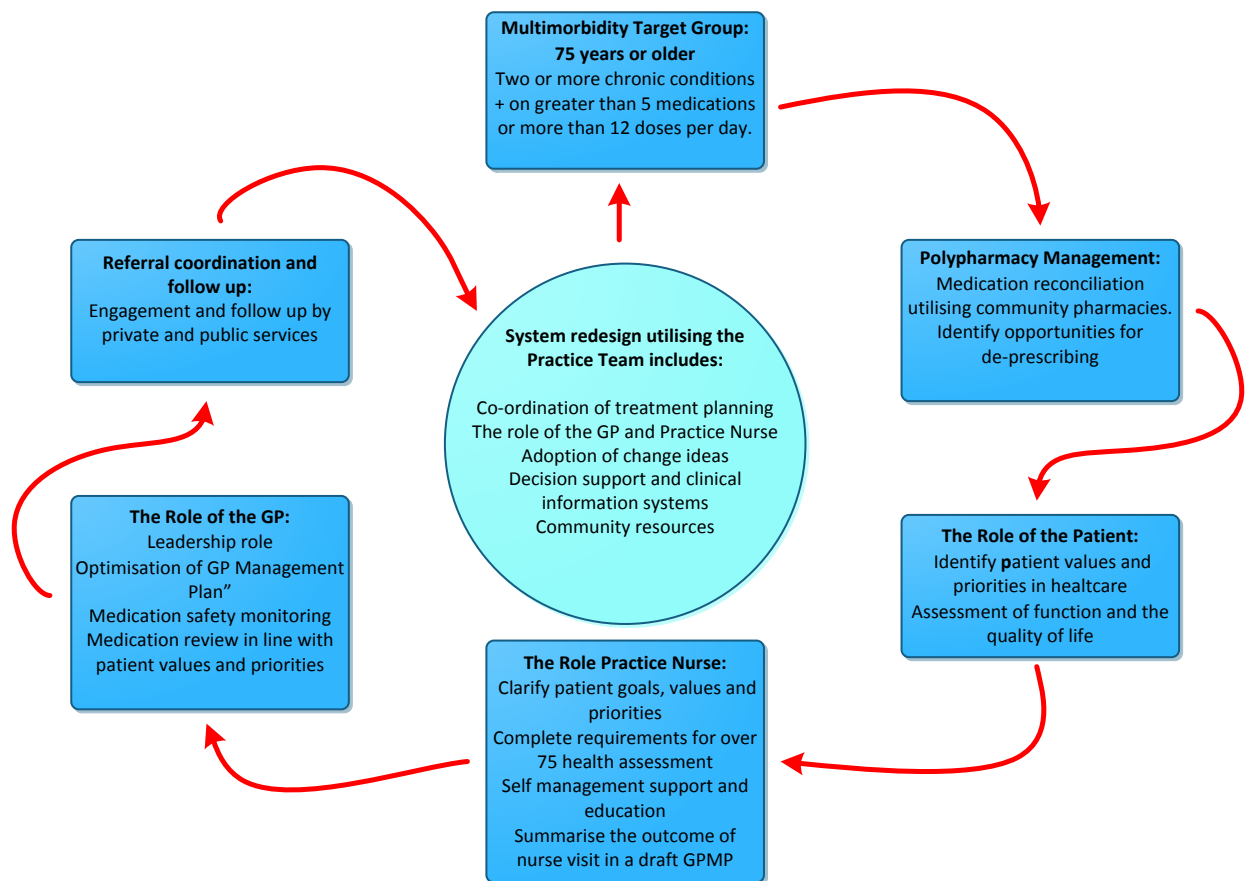 Multimorbidity Target Group:
75 years or older
Two or more chronic conditions
+ on greater than 5 medications
or more than 12 doses per day.
Polypharmacy Management:
Medication reconciliation
utilising community pharmacies.
Identify opportunities for
de-prescribing
The Role of the Patient:
Identify patient values and
priorities in healtcare
Assessment of function and the
quality of life
The Role Practice Nurse:
Clarify patient goals, values and
priorities
Complete requirements for over
75 health assessment
Self management support and
education
Summarise the outcome of
nurse visit in a draft GPMP
The Role of the GP:
Leadership role
Optimisation of GP Management
Plan”
Medication safety monitoring
Medication review in line with
patient values and priorities
Referral coordination and
follow up:
Engagement and follow up by
private and public services
System redesign utilising the
Practice Team includes:
Co-ordination of treatment planning
The role of the GP and Practice Nurse
Adoption of change ideas
Decision support and clinical
information systems
Community resources